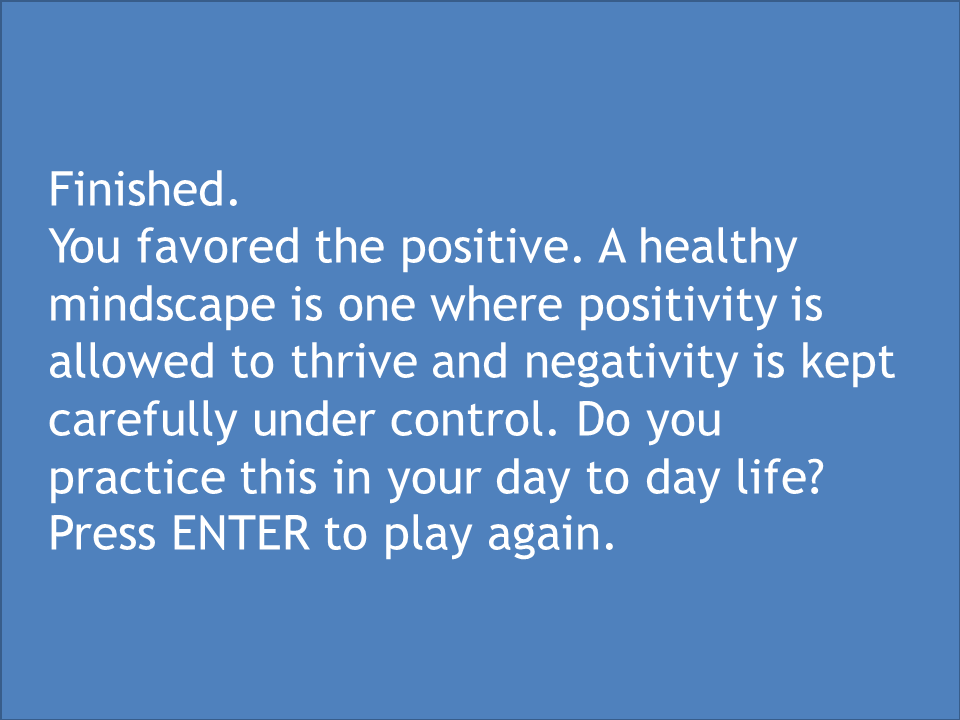 Finished.
You favored the positive. A healthy
mindscape is one where positivity is
allowed to thrive and negativity is kept
carefully under control. Do you
practice this in your day to day life?
Press ENTER to play again.